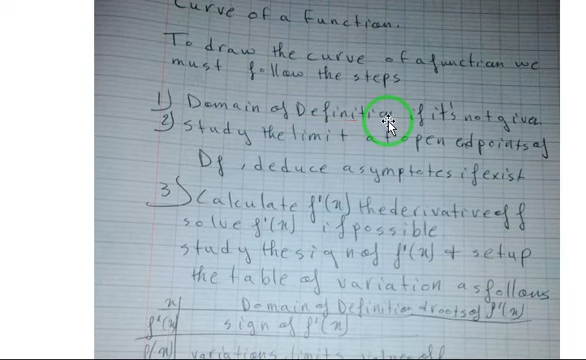 Curve of a Function.
To draw the curve of a function we
must follow the steps
1) Domain of Definition if it's not given
2) study the limit at open endpoints of
Df, deduce asymptotes if exist
3) Calculate f'(x) the derivative of f
solve f'(x) if possible
study the sign of f'(x) & setup
the table of variation as follows
x | Domain of Definition + roots of f'(x)
f'(x) | sign of f'(x)
f(x) | variations, limits, values of f